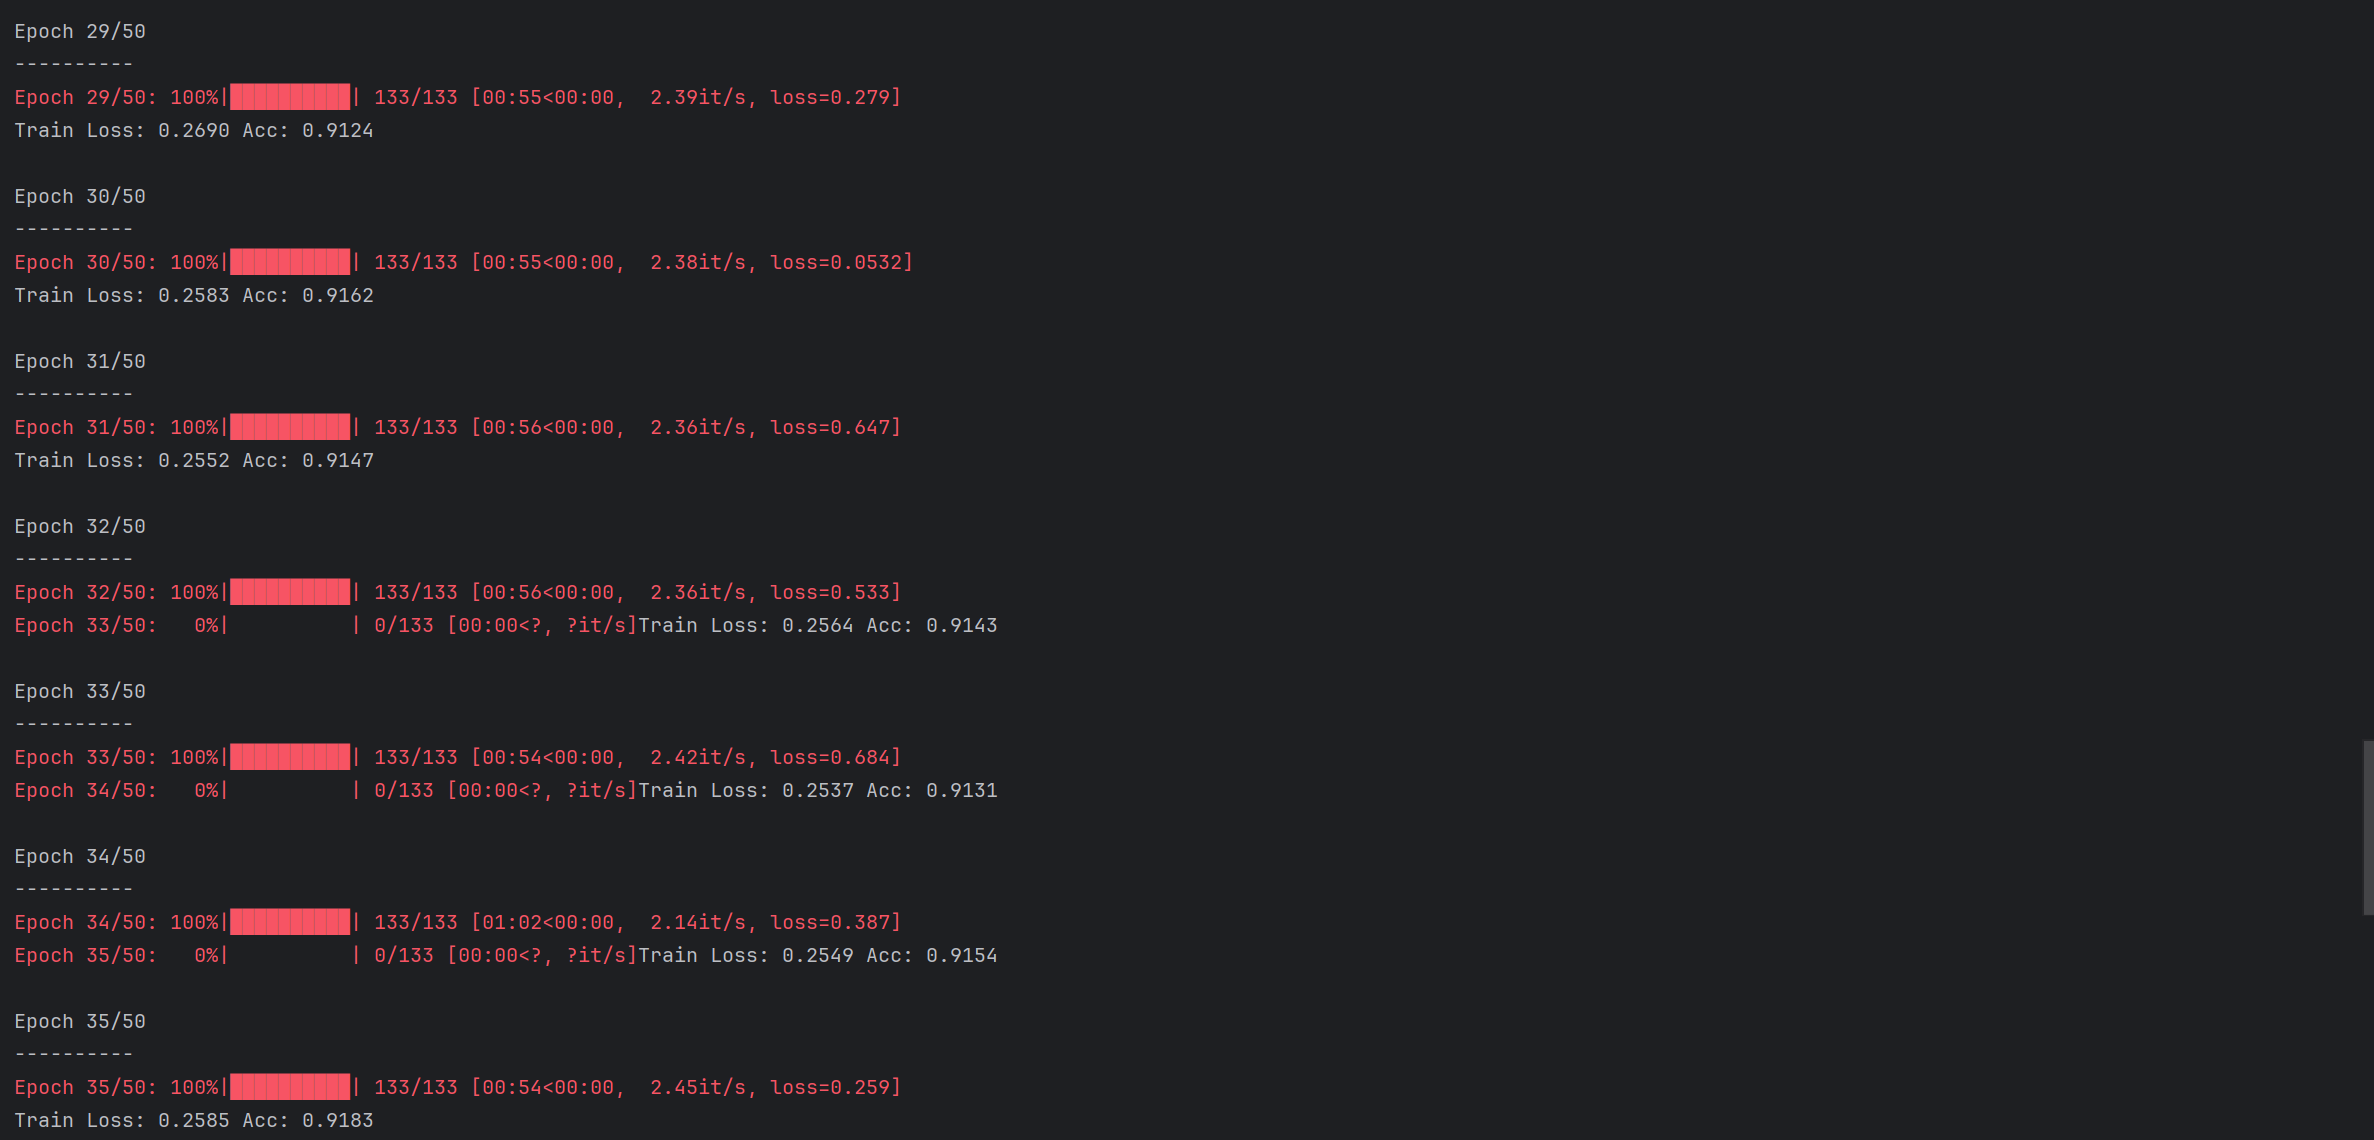 Epoch 29/50
----------
Epoch 29/50: 100%|██████████| 133/133 [00:55<00:00,  2.39it/s, loss=0.279]
Train Loss: 0.2690 Acc: 0.9124
Epoch 30/50
----------
Epoch 30/50: 100%|██████████| 133/133 [00:55<00:00,  2.38it/s, loss=0.0532]
Train Loss: 0.2583 Acc: 0.9162
Epoch 31/50
----------
Epoch 31/50: 100%|██████████| 133/133 [00:56<00:00,  2.36it/s, loss=0.647]
Train Loss: 0.2552 Acc: 0.9147
Epoch 32/50
----------
Epoch 32/50: 100%|██████████| 133/133 [00:56<00:00,  2.36it/s, loss=0.533]
Epoch 33/50:   0%|          | 0/133 [00:00<?, ?it/s]Train Loss: 0.2564 Acc: 0.9143
Epoch 33/50
----------
Epoch 33/50: 100%|██████████| 133/133 [00:54<00:00,  2.42it/s, loss=0.684]
Epoch 34/50:   0%|          | 0/133 [00:00<?, ?it/s]Train Loss: 0.2537 Acc: 0.9131
Epoch 34/50
----------
Epoch 34/50: 100%|██████████| 133/133 [01:02<00:00,  2.14it/s, loss=0.387]
Epoch 35/50:   0%|          | 0/133 [00:00<?, ?it/s]Train Loss: 0.2549 Acc: 0.9154
Epoch 35/50
----------
Epoch 35/50: 100%|██████████| 133/133 [00:54<00:00,  2.45it/s, loss=0.259]
Train Loss: 0.2585 Acc: 0.9183